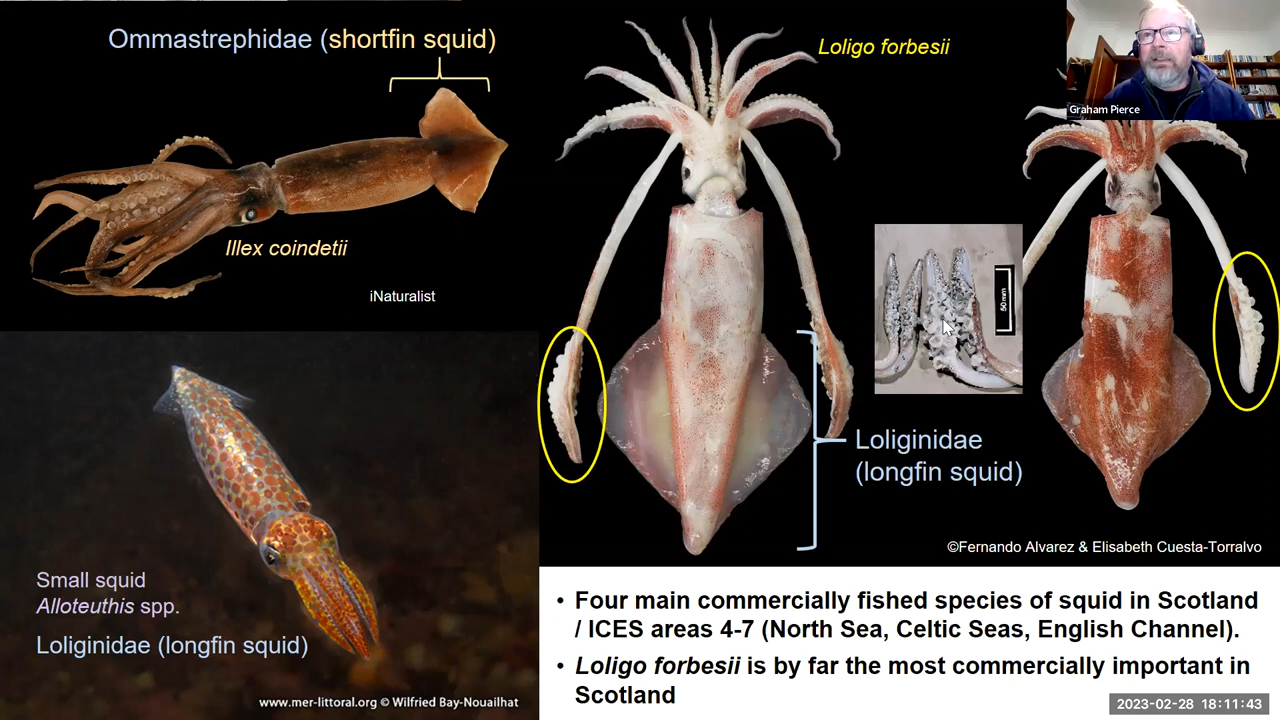 Ommastrephidae (shortfin squid)
Illex coindetii
iNaturalist
Small squid
Alloteuthis spp.
Loliginidae (longfin squid)
www.mer-littoral.org © Wilfried Bay-Nouailhat
Loligo forbesii
Graham Pierce
50mm
Loliginidae
(longfin squid)
©Fernando Alvarez & Elisabeth Cuesta-Torralvo
• Four main commercially fished species of squid in Scotland
/ ICES areas 4-7 (North Sea, Celtic Seas, English Channel).
• Loligo forbesii is by far the most commercially important in
Scotland
2023-02-28 18:11:43